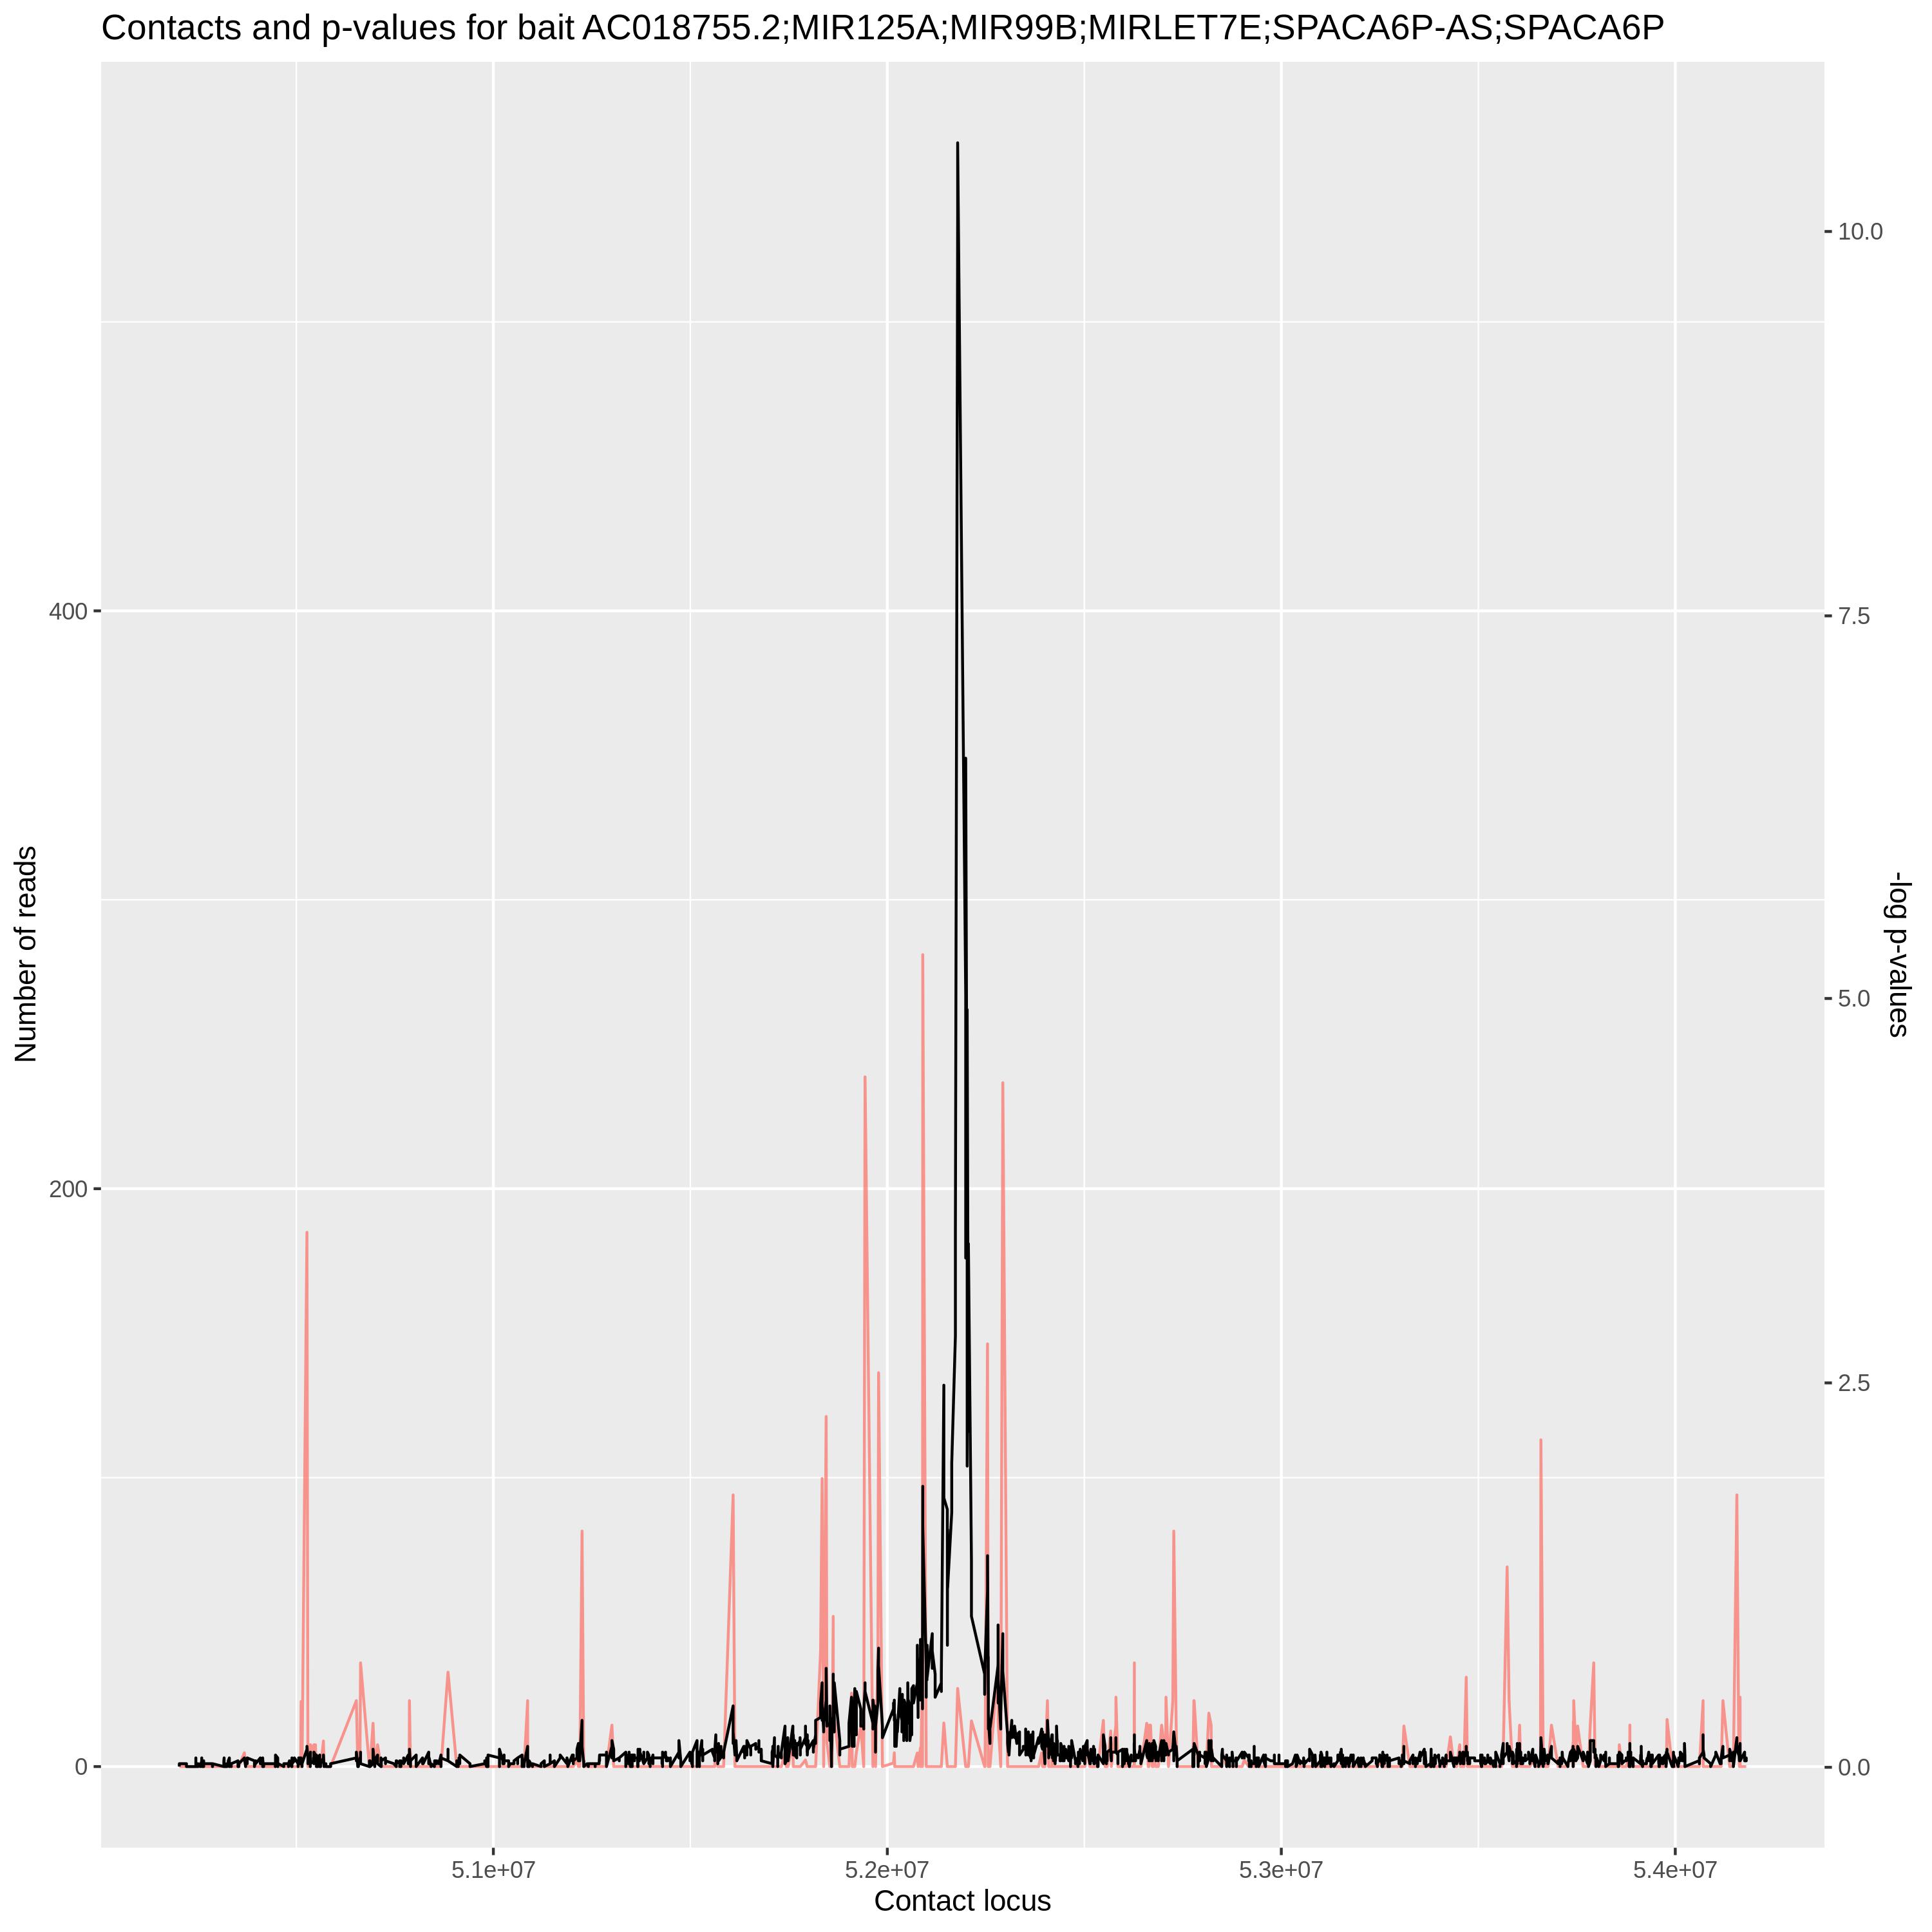 Contacts and p-values for bait AC018755.2;MIR125A;MIR99B;MIRLET7E;SPACA6P-AS;SPACA6P
10.0
400
7.5
Number of reads
-log p-values
5.0
200
2.5
0
0.0
5.1e+07
5.2e+07
5.3e+07
5.4e+07
Contact locus